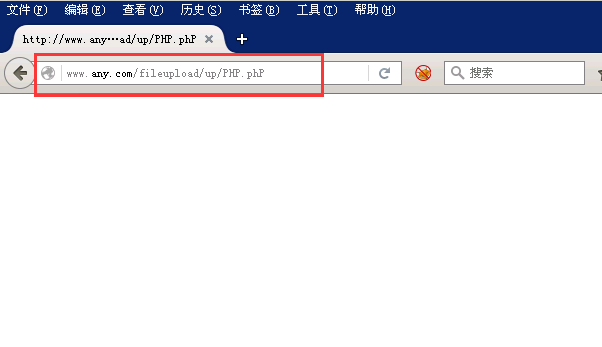 文件(F) 编辑(E) 查看(V) 历史(S) 书签(B) 工具(T) 帮助(H)
http://www.any…ad/up/PHP.phP
www.any.com/fileupload/up/PHP.phP
搜索